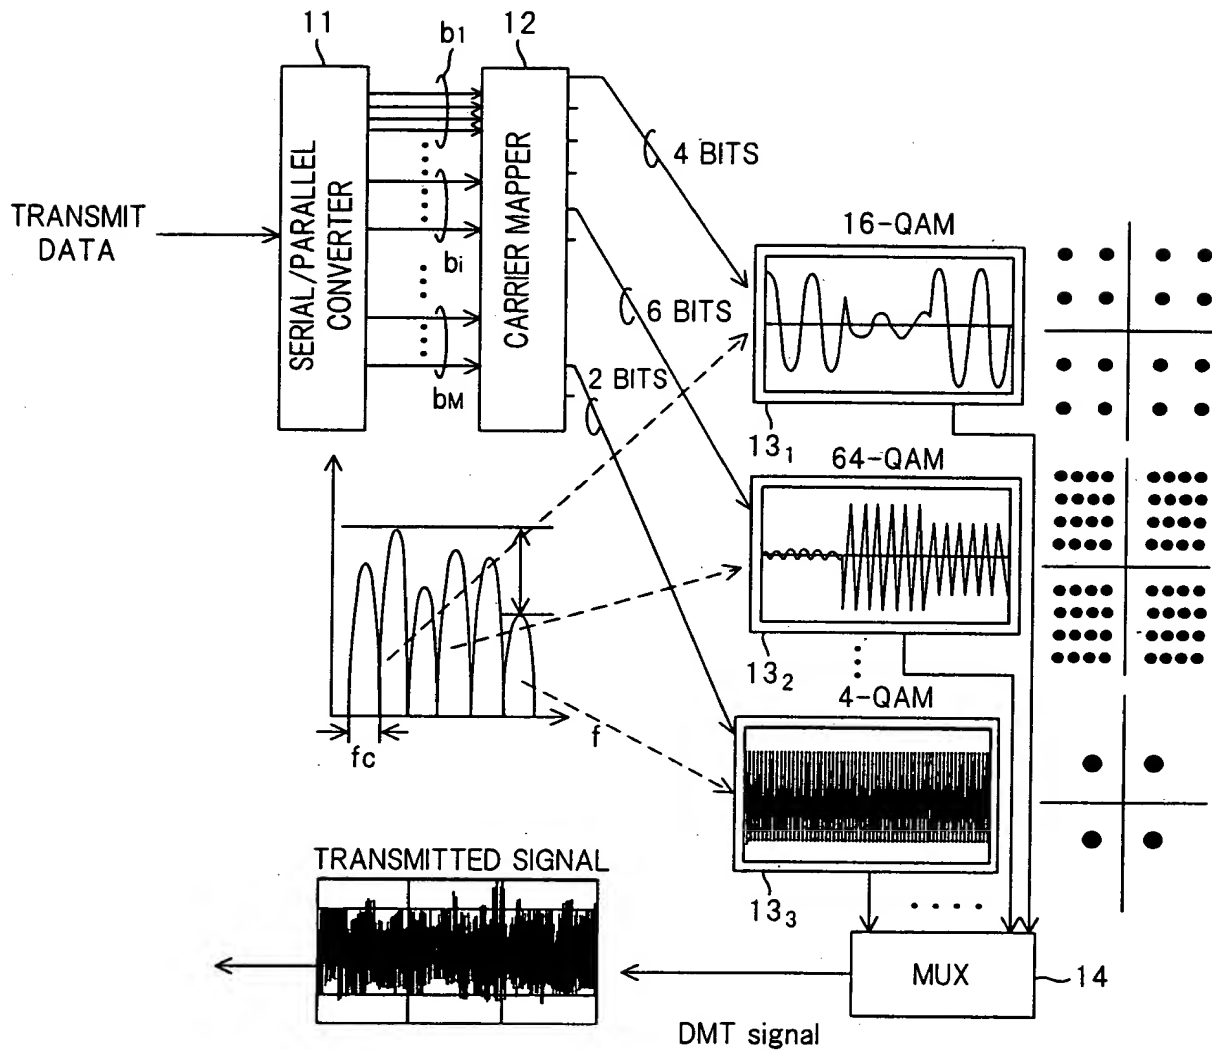 11
b1
12
SERIAL/PARALLEL
CONVERTER
CARRIER MAPPER
TRANSMIT
DATA
bi
bM
4 BITS
6 BITS
2 BITS
16-QAM
13₁
64-QAM
13₂
4-QAM
13₃
fc
f
TRANSMITTED SIGNAL
MUX
14
DMT signal